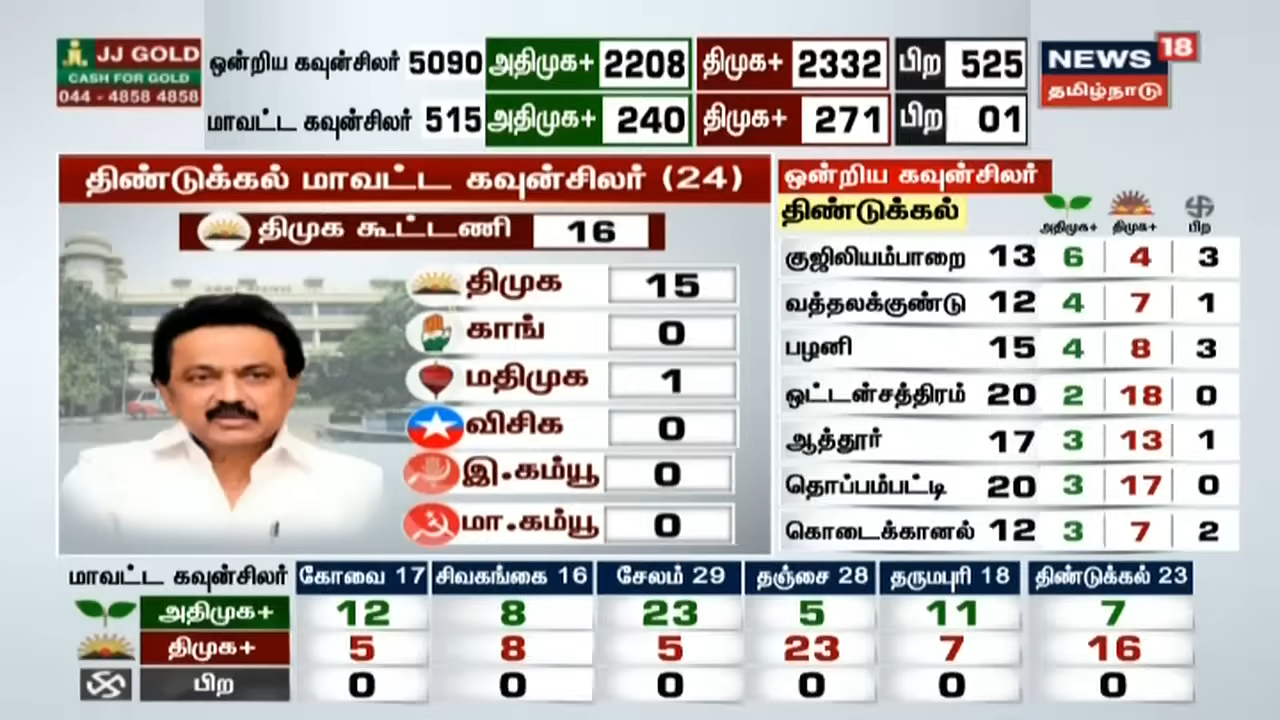 JJ GOLD
CASH FOR GOLD
044 - 4858 4858
ஒன்றிய கவுன்சிலர் 5090 அதிமுக+ 2208 திமுக+ 2332 பிற 525
மாவட்ட கவுன்சிலர் 515 அதிமுக+ 240 திமுக+ 271 பிற 01
NEWS 18
தமிழ்நாடு
திண்டுக்கல் மாவட்ட கவுன்சிலர் (24)
திமுக கூட்டணி 16
திமுக 15
காங் 0
மதிமுக 1
விசிக 0
இ.கம்யூ 0
மா.கம்யூ 0
ஒன்றிய கவுன்சிலர்
திண்டுக்கல்
அதிமுக+ திமுக+ பிற
குஜிலியம்பாறை 13 6 4 3
வத்தலக்குண்டு 12 4 7 1
பழனி 15 4 8 3
ஒட்டன்சத்திரம் 20 2 18 0
ஆத்தூர் 17 3 13 1
தொப்பம்பட்டி 20 3 17 0
கொடைக்கானல் 12 3 7 2
மாவட்ட கவுன்சிலர் கோவை 17 சிவகங்கை 16 சேலம் 29 தஞ்சை 28 தருமபுரி 18 திண்டுக்கல் 23
அதிமுக+ 12 8 23 5 11 7
திமுக+ 5 8 5 23 7 16
பிற 0 0 0 0 0 0